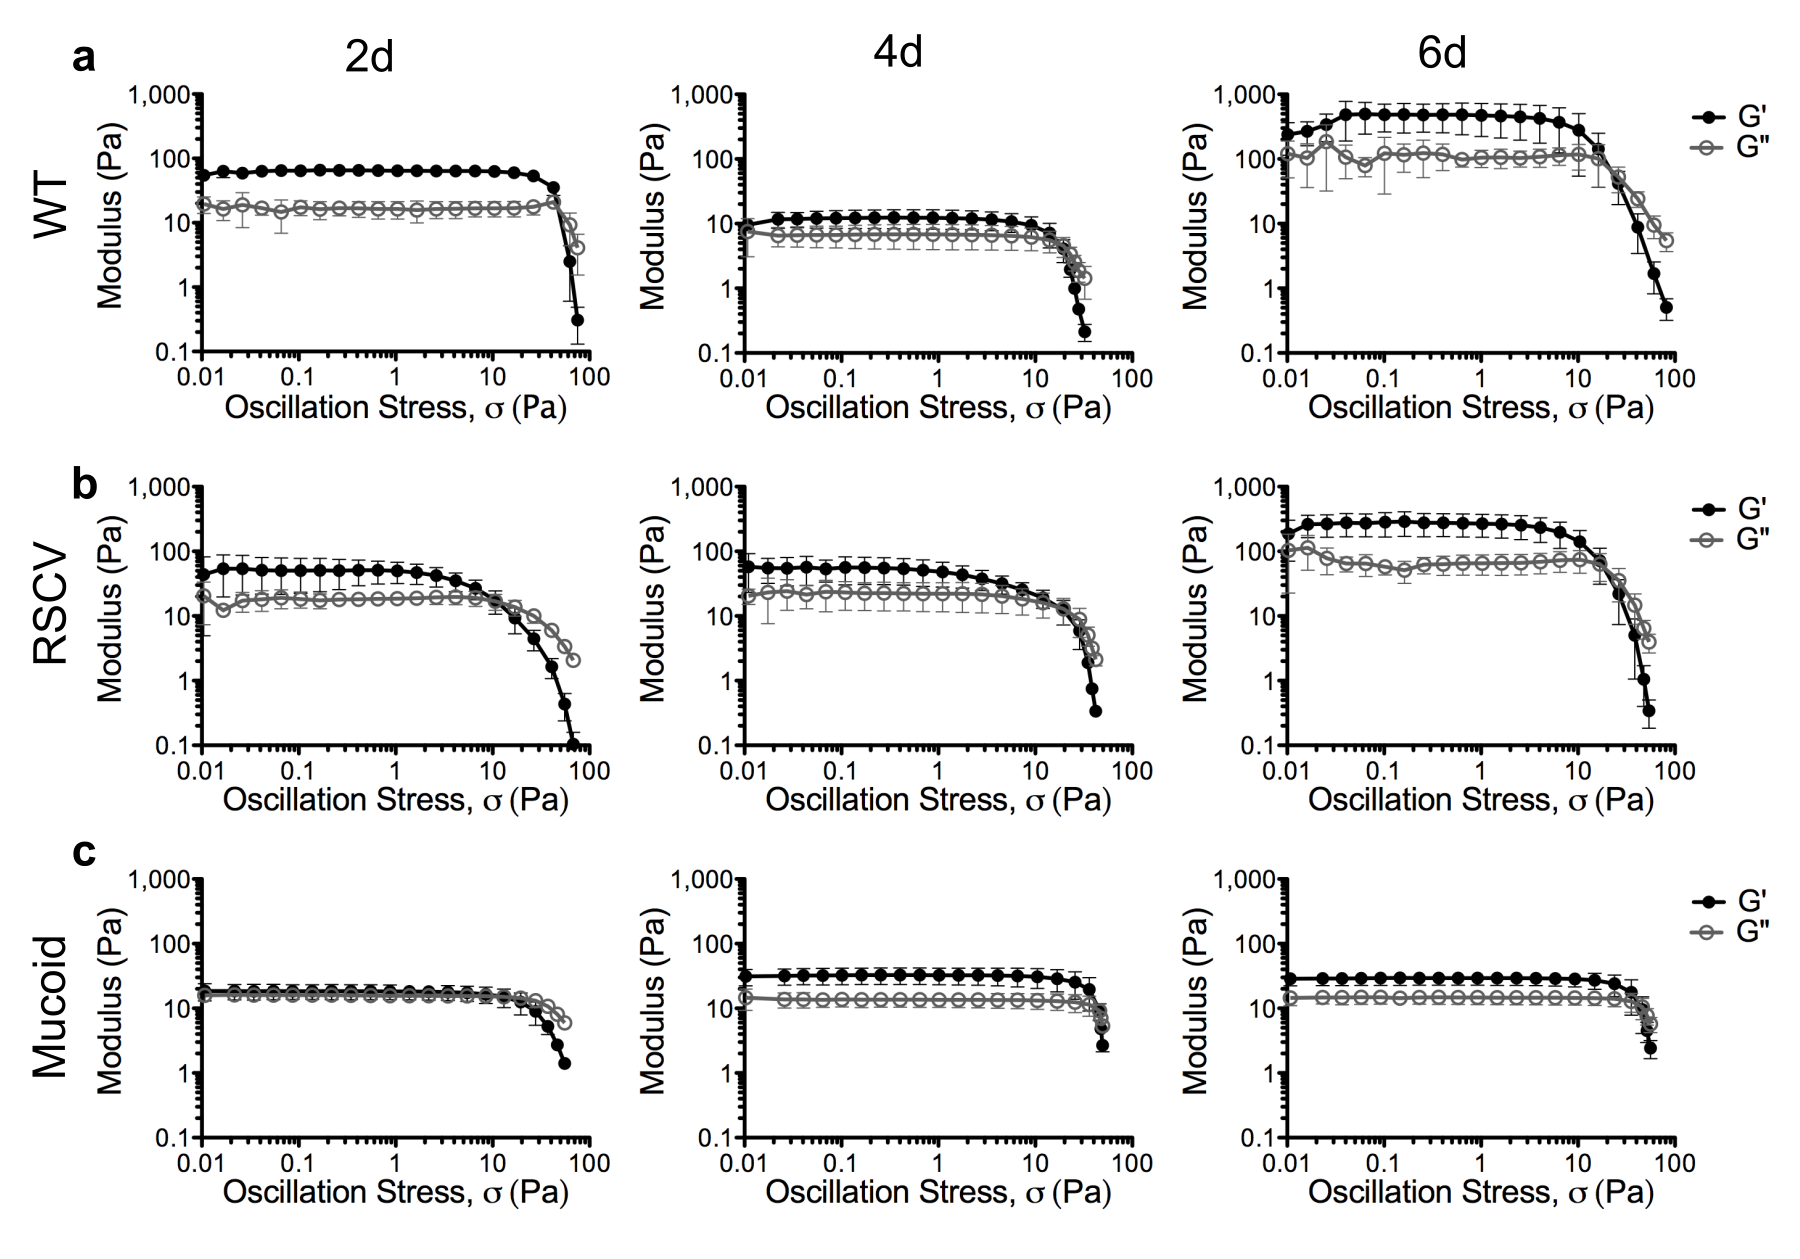 a
2d
4d
6d
WT
Modulus (Pa)
1,000
100
10
1
0.1
0.01 0.1 1 10 100
Oscillation Stress, σ (Pa)
Modulus (Pa)
1,000
100
10
1
0.1
0.01 0.1 1 10 100
Oscillation Stress, σ (Pa)
Modulus (Pa)
1,000
100
10
1
0.1
0.01 0.1 1 10 100
Oscillation Stress, σ (Pa)
G'
G"
b
RSCV
Modulus (Pa)
1,000
100
10
1
0.1
0.01 0.1 1 10 100
Oscillation Stress, σ (Pa)
Modulus (Pa)
1,000
100
10
1
0.1
0.01 0.1 1 10 100
Oscillation Stress, σ (Pa)
Modulus (Pa)
1,000
100
10
1
0.1
0.01 0.1 1 10 100
Oscillation Stress, σ (Pa)
G'
G"
c
Mucoid
Modulus (Pa)
1,000
100
10
1
0.1
0.01 0.1 1 10 100
Oscillation Stress, σ (Pa)
Modulus (Pa)
1,000
100
10
1
0.1
0.01 0.1 1 10 100
Oscillation Stress, σ (Pa)
Modulus (Pa)
1,000
100
10
1
0.1
0.01 0.1 1 10 100
Oscillation Stress, σ (Pa)
G'
G"